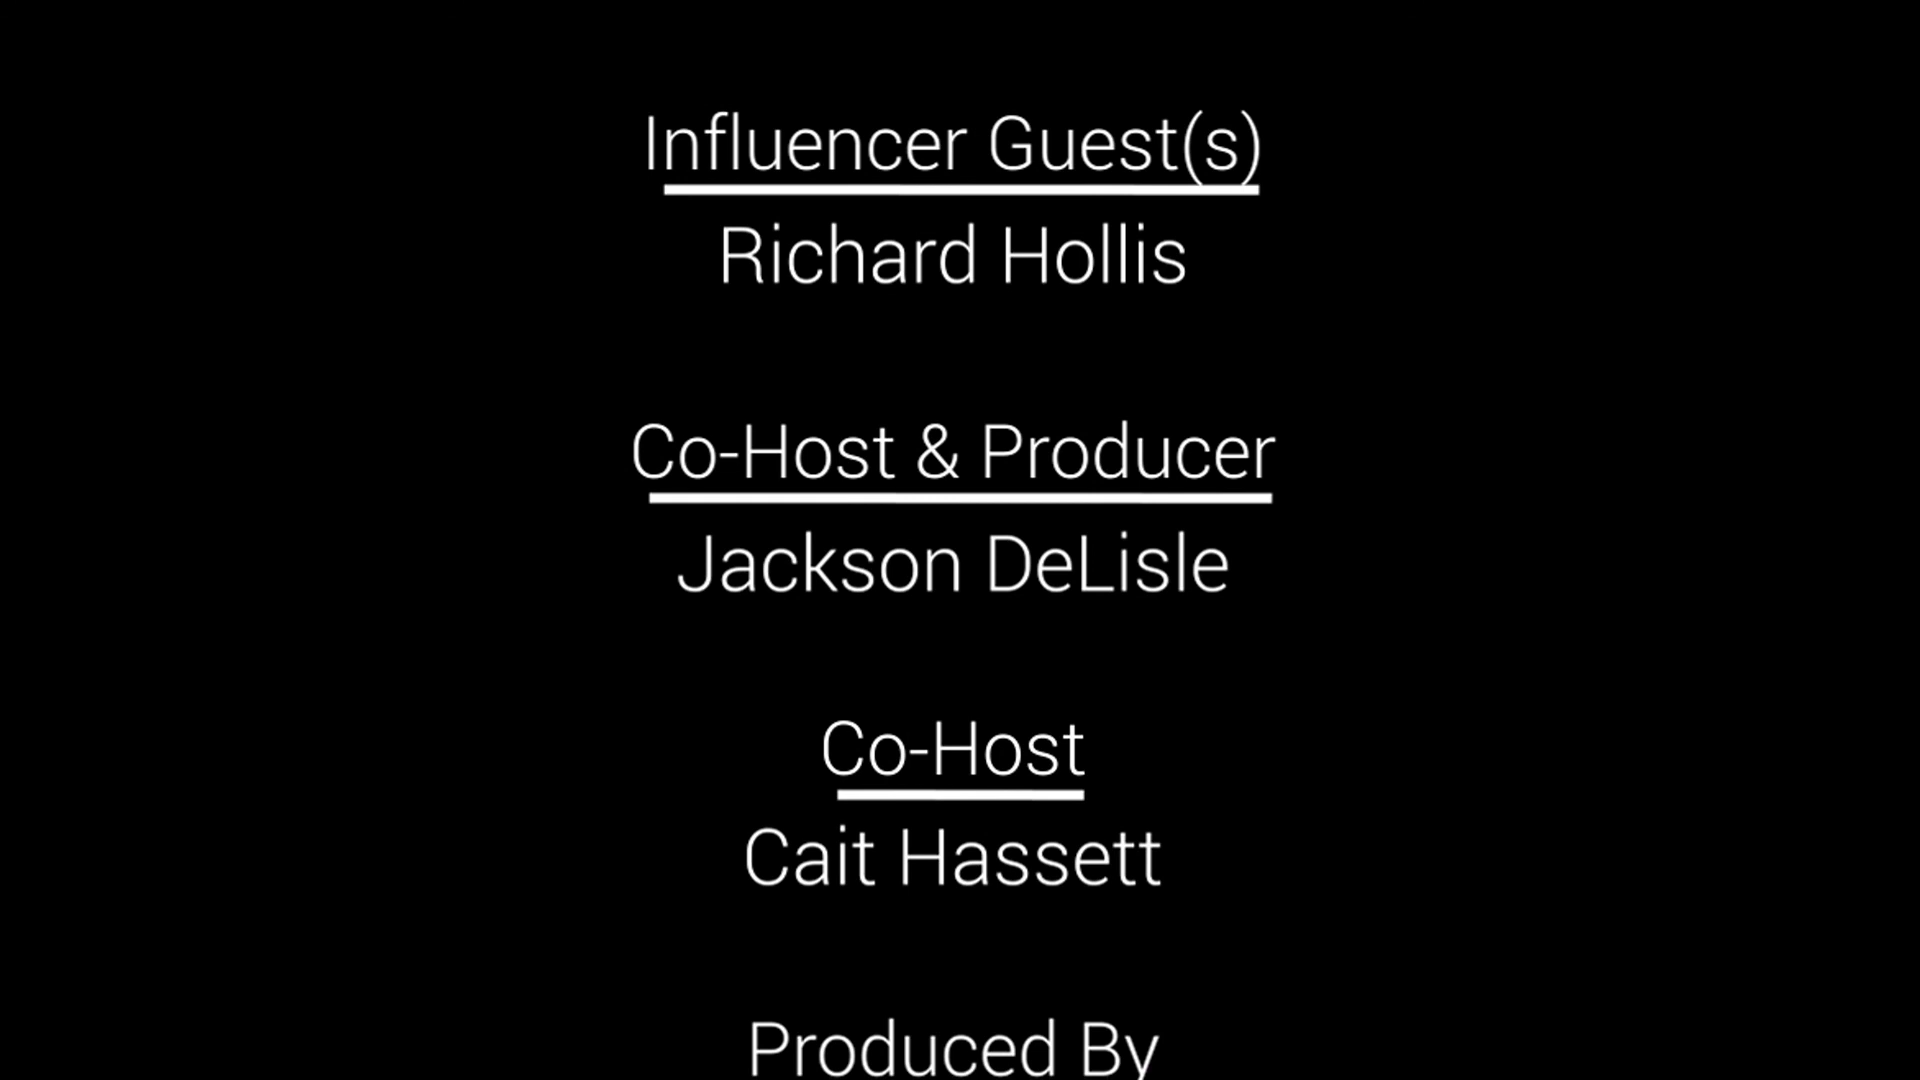 Influencer Guest(s)
Richard Hollis
Co-Host & Producer
Jackson DeLisle
Co-Host
Cait Hassett
Produced By